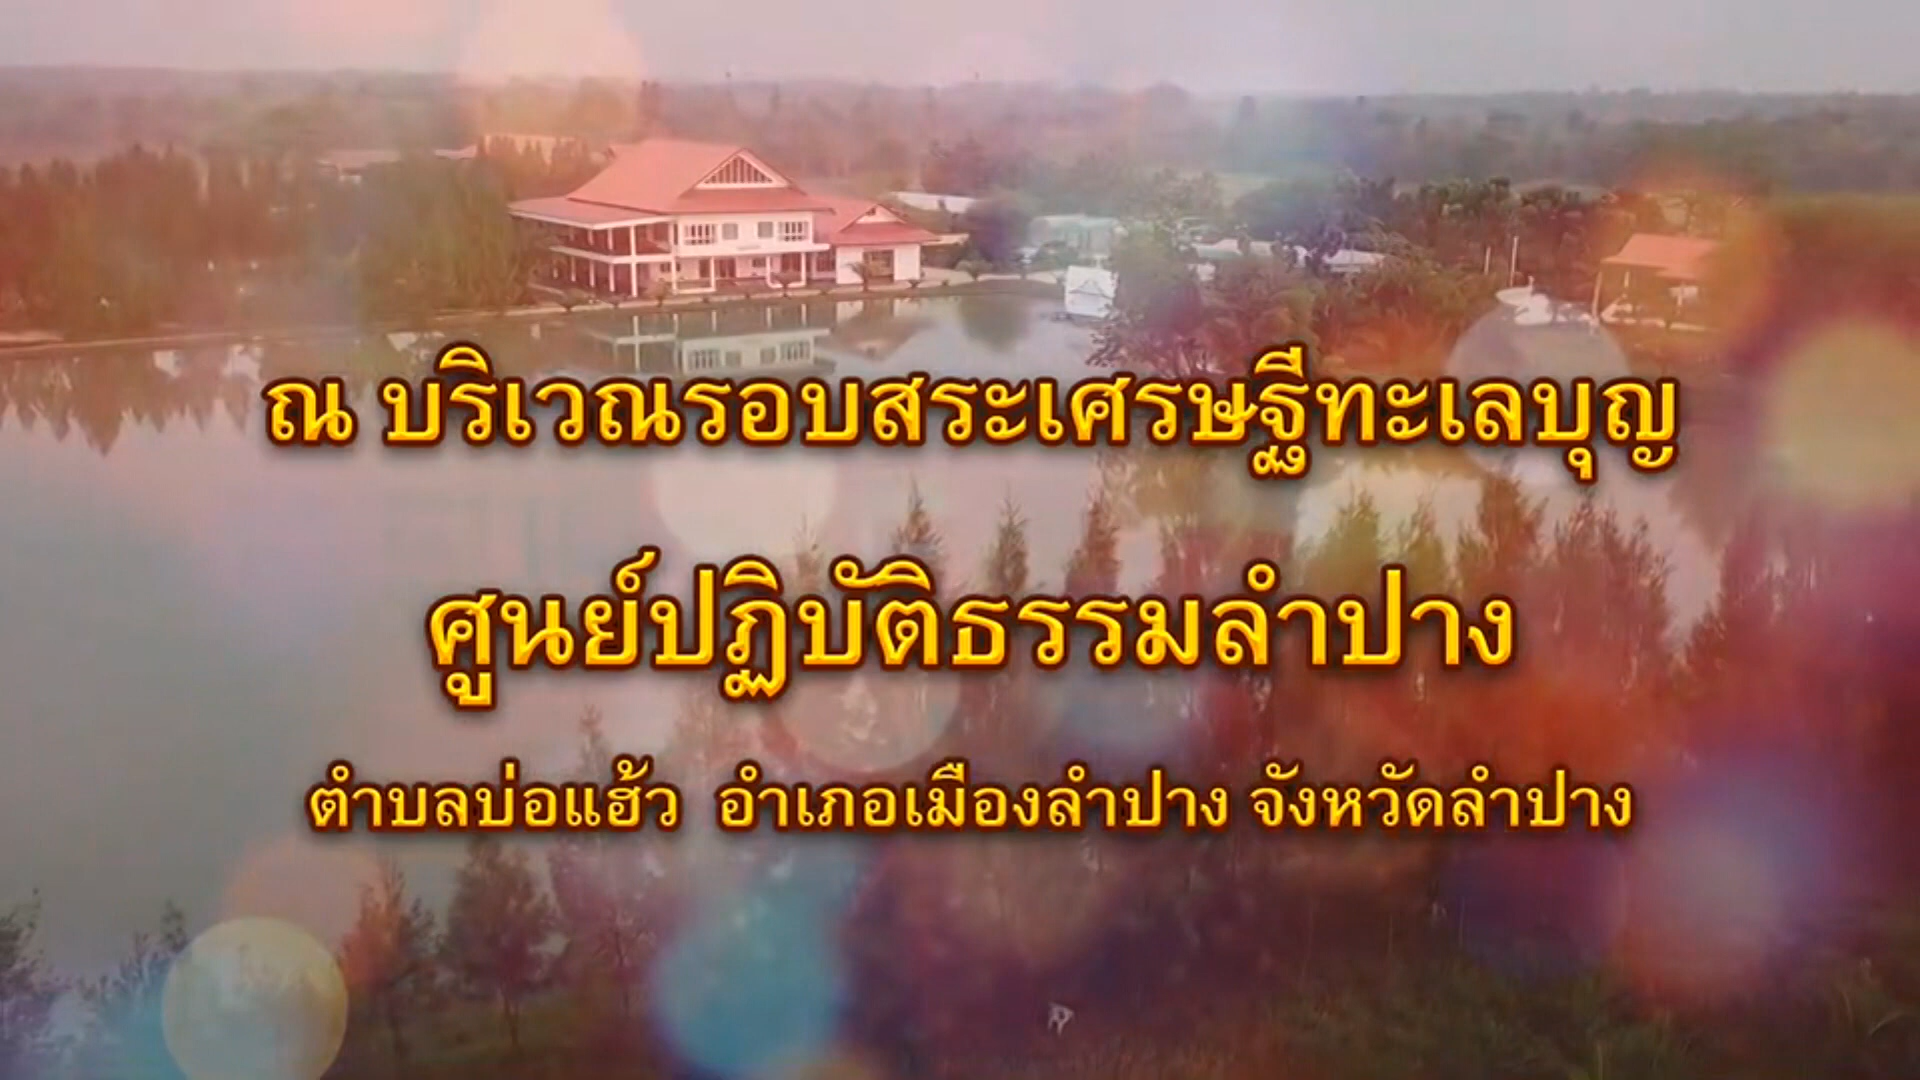 ณ บริเวณรอบสระเศรษฐีทะเลบุญ
ศูนย์ปฏิบัติธรรมลำปาง
ตำบลบ่อแฮ้ว อำเภอเมืองลำปาง จังหวัดลำปาง